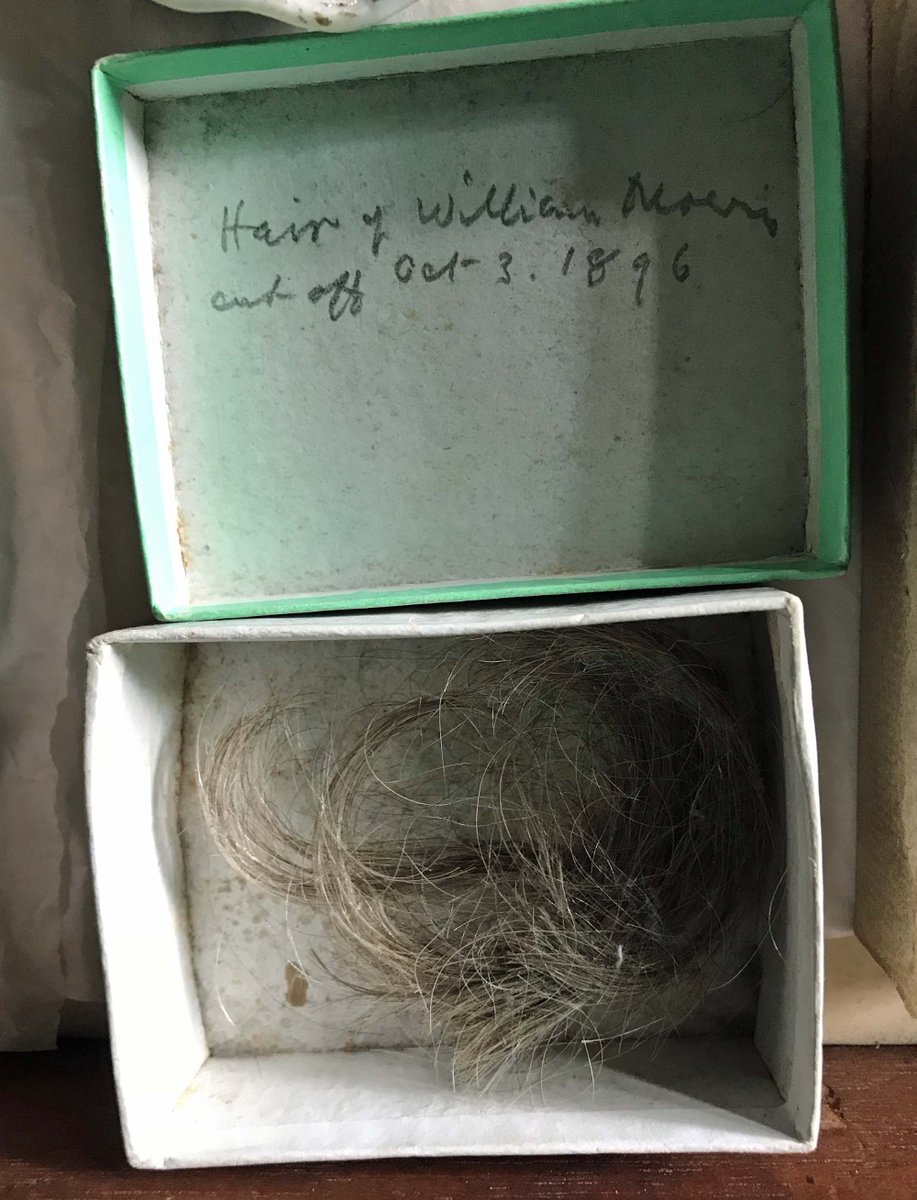 Hair of William Morris
cut off Oct 3. 1896